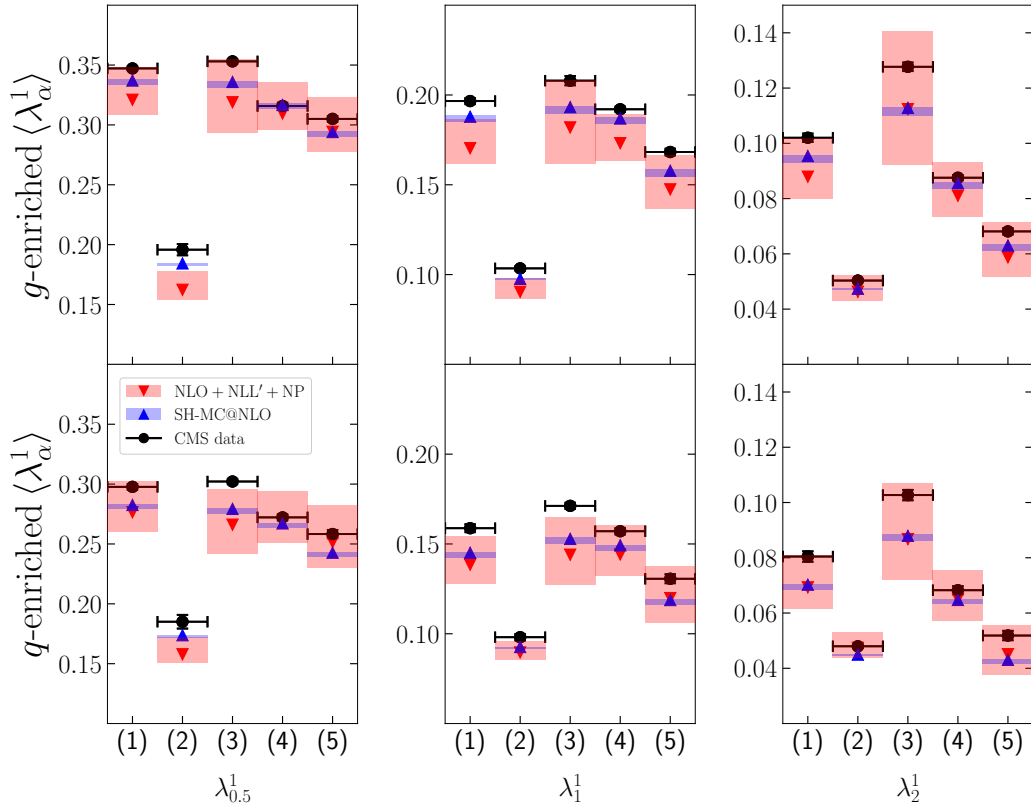 g-enriched ⟨λ¹_α⟩
0.35
0.30
0.25
0.20
0.15
0.20
0.15
0.10
0.14
0.12
0.10
0.08
0.06
0.04
q-enriched ⟨λ¹_α⟩
0.35
0.30
0.25
0.20
0.15
NLO + NLL′ + NP
SH-MC@NLO
CMS data
0.20
0.15
0.10
0.14
0.12
0.10
0.08
0.06
0.04
(1) (2) (3) (4) (5)
(1) (2) (3) (4) (5)
(1) (2) (3) (4) (5)
λ¹_0.5
λ¹_1
λ¹_2